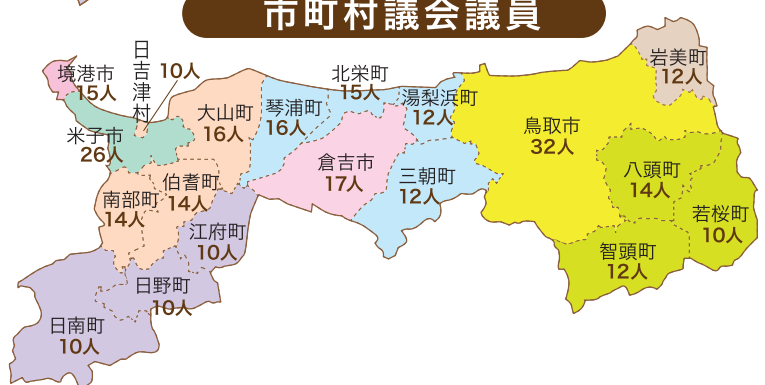 市町村議会議員
境港市
15人
日吉津村
10人
米子市
26人
大山町
16人
琴浦町
16人
北栄町
15人
湯梨浜町
12人
倉吉市
17人
三朝町
12人
鳥取市
32人
岩美町
12人
八頭町
14人
若桜町
10人
智頭町
12人
南部町
14人
伯耆町
14人
江府町
10人
日野町
10人
日南町
10人